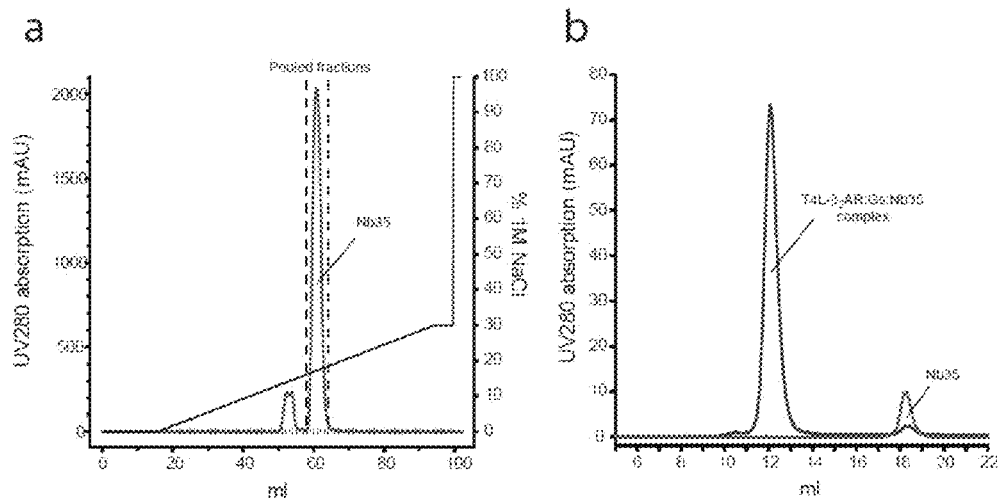 a
Pooled fractions
2000
1500
1000
500
0
UV280 absorption (mAU)
Nb35
100
90
80
70
60
50
40
30
20
10
0
% 1M NaCl
0 20 40 60 80 100
ml
b
80
70
60
50
40
30
20
10
0
UV280 absorption (mAU)
T4L-β₂AR:Gs:Nb35
complex
Nb35
6 8 10 12 14 16 18 20 22
ml